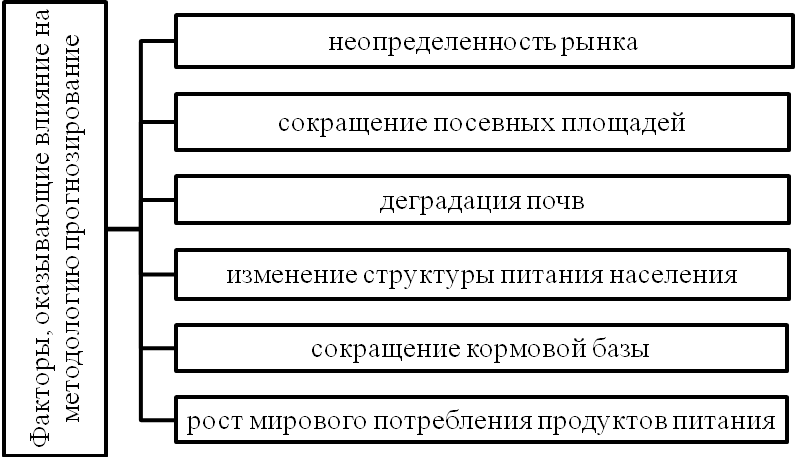 Факторы, оказывающие влияние на
методологию прогнозирование
неопределенность рынка
сокращение посевных площадей
деградация почв
изменение структуры питания населения
сокращение кормовой базы
рост мирового потребления продуктов питания